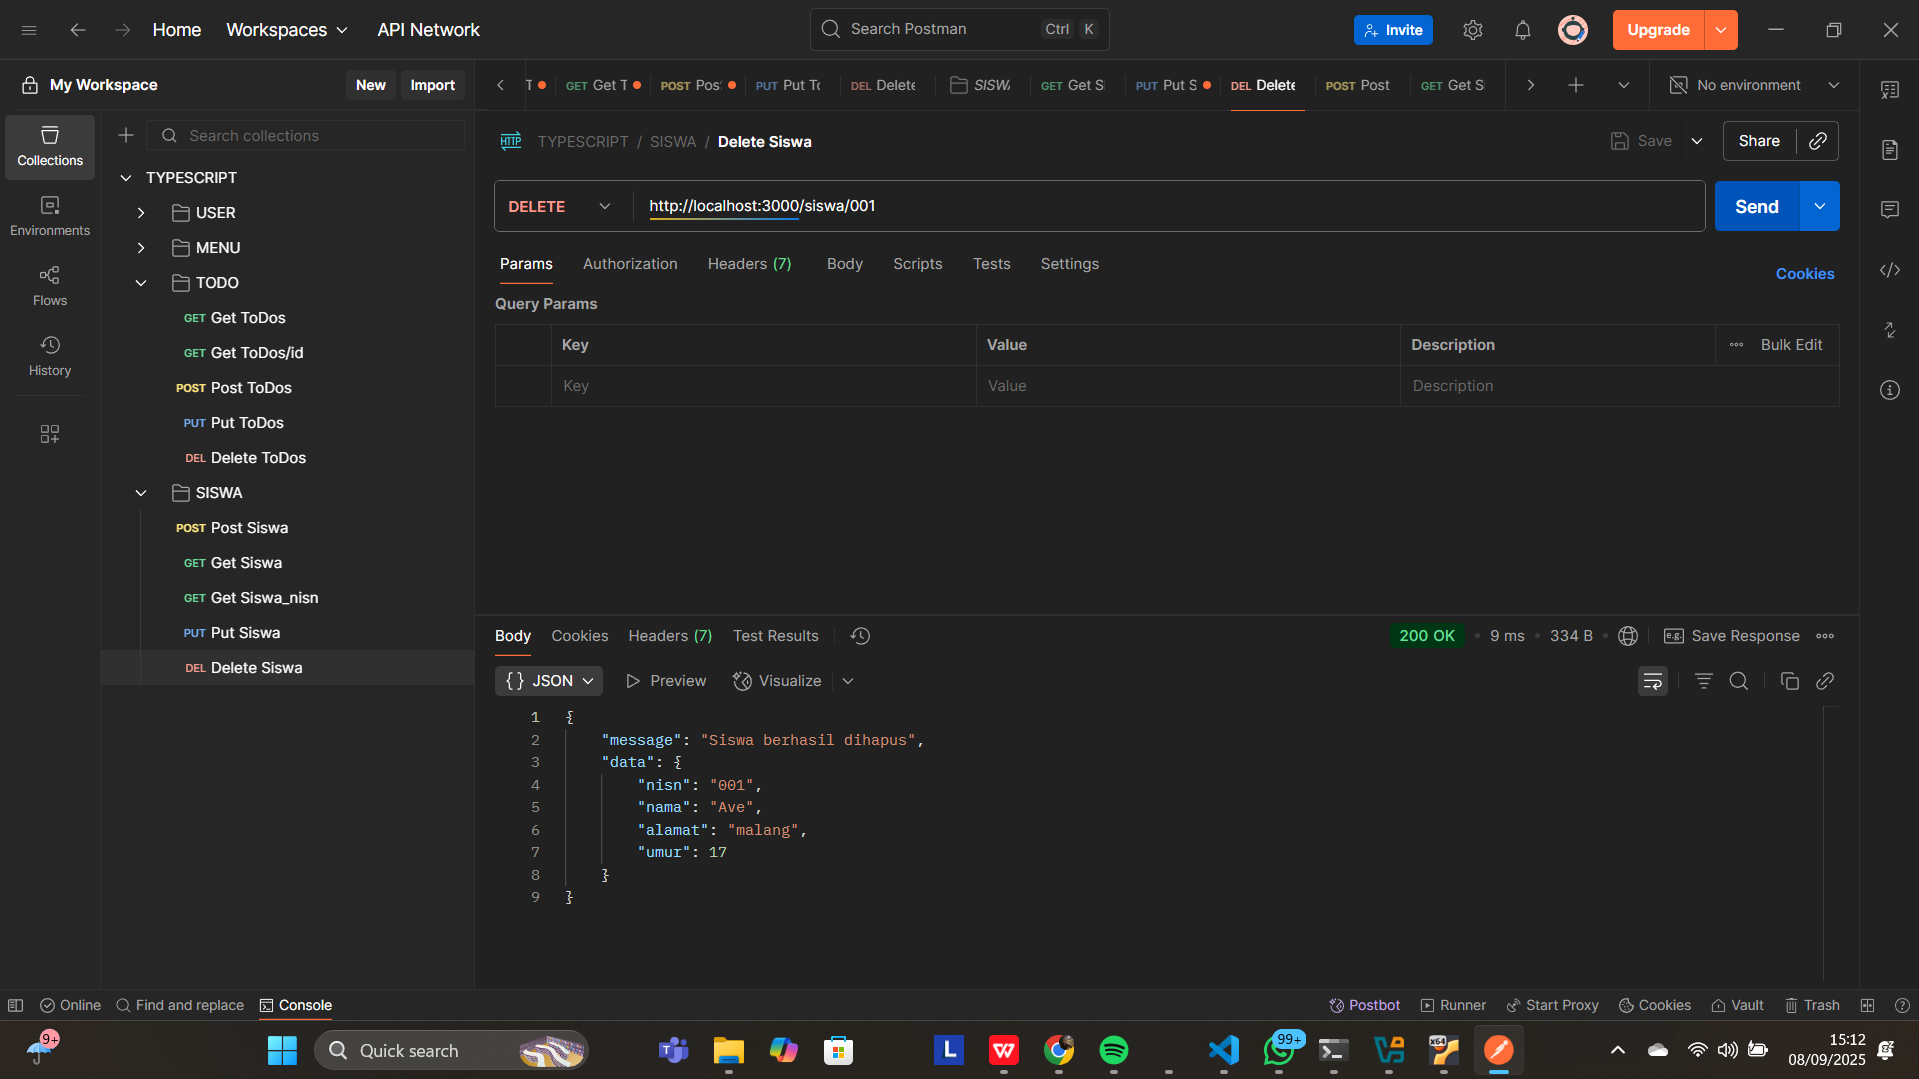 Home
Workspaces
API Network
Search Postman
Ctrl K
Invite
Upgrade
My Workspace
New
Import
GET Get T
POST Pos
PUT Put To
DEL Delete
SISW
GET Get Si
PUT Put S
DEL Delete
POST Post
GET Get Si
No environment
Collections
Environments
Flows
History
Search collections
TYPESCRIPT
USER
MENU
TODO
GET Get ToDos
GET Get ToDos/id
POST Post ToDos
PUT Put ToDos
DEL Delete ToDos
SISWA
POST Post Siswa
GET Get Siswa
GET Get Siswa_nisn
PUT Put Siswa
DEL Delete Siswa
HTTP TYPESCRIPT / SISWA / Delete Siswa
Save
Share
DELETE
http://localhost:3000/siswa/001
Send
Params
Authorization
Headers (7)
Body
Scripts
Tests
Settings
Cookies
Query Params
Key Value Description
Bulk Edit
Key Value Description
Body
Cookies
Headers (7)
Test Results
200 OK
9 ms
334 B
e.g. Save Response
{} JSON
Preview
Visualize
1 {
2 "message": "Siswa berhasil dihapus",
3 "data": {
4 "nisn": "001",
5 "nama": "Ave",
6 "alamat": "malang",
7 "umur": 17
8 }
9 }
Online
Find and replace
Console
Postbot
Runner
Start Proxy
Cookies
Vault
Trash
9+
Quick search
L
W
99+
x64
15:12
08/09/2025